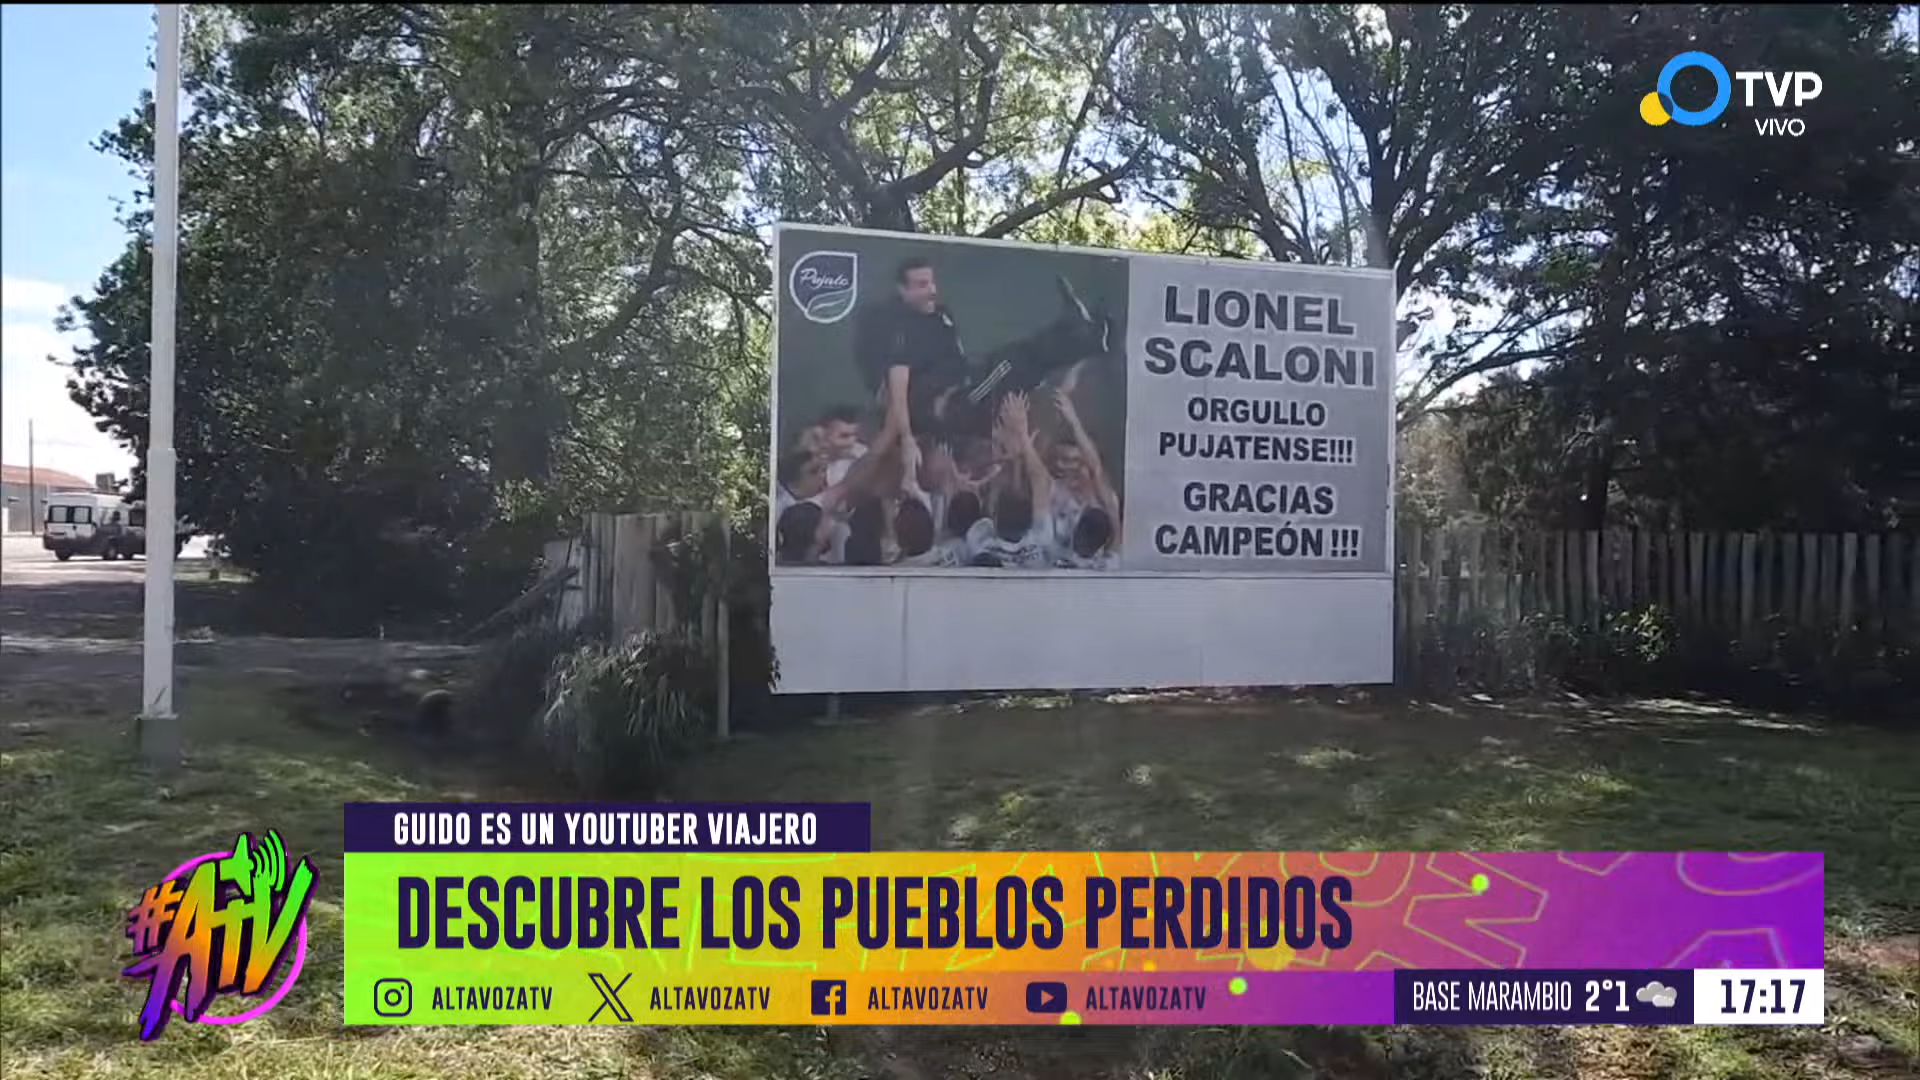 TVP
VIVO
Pujato
LIONEL
SCALONI
ORGULLO
PUJATENSE!!!
GRACIAS
CAMPEÓN!!!
GUIDO ES UN YOUTUBER VIAJERO
DESCUBRE LOS PUEBLOS PERDIDOS
#ATV
ALTAVOZATV ALTAVOZATV ALTAVOZATV ALTAVOZATV
BASE MARAMBIO 2°1 17:17